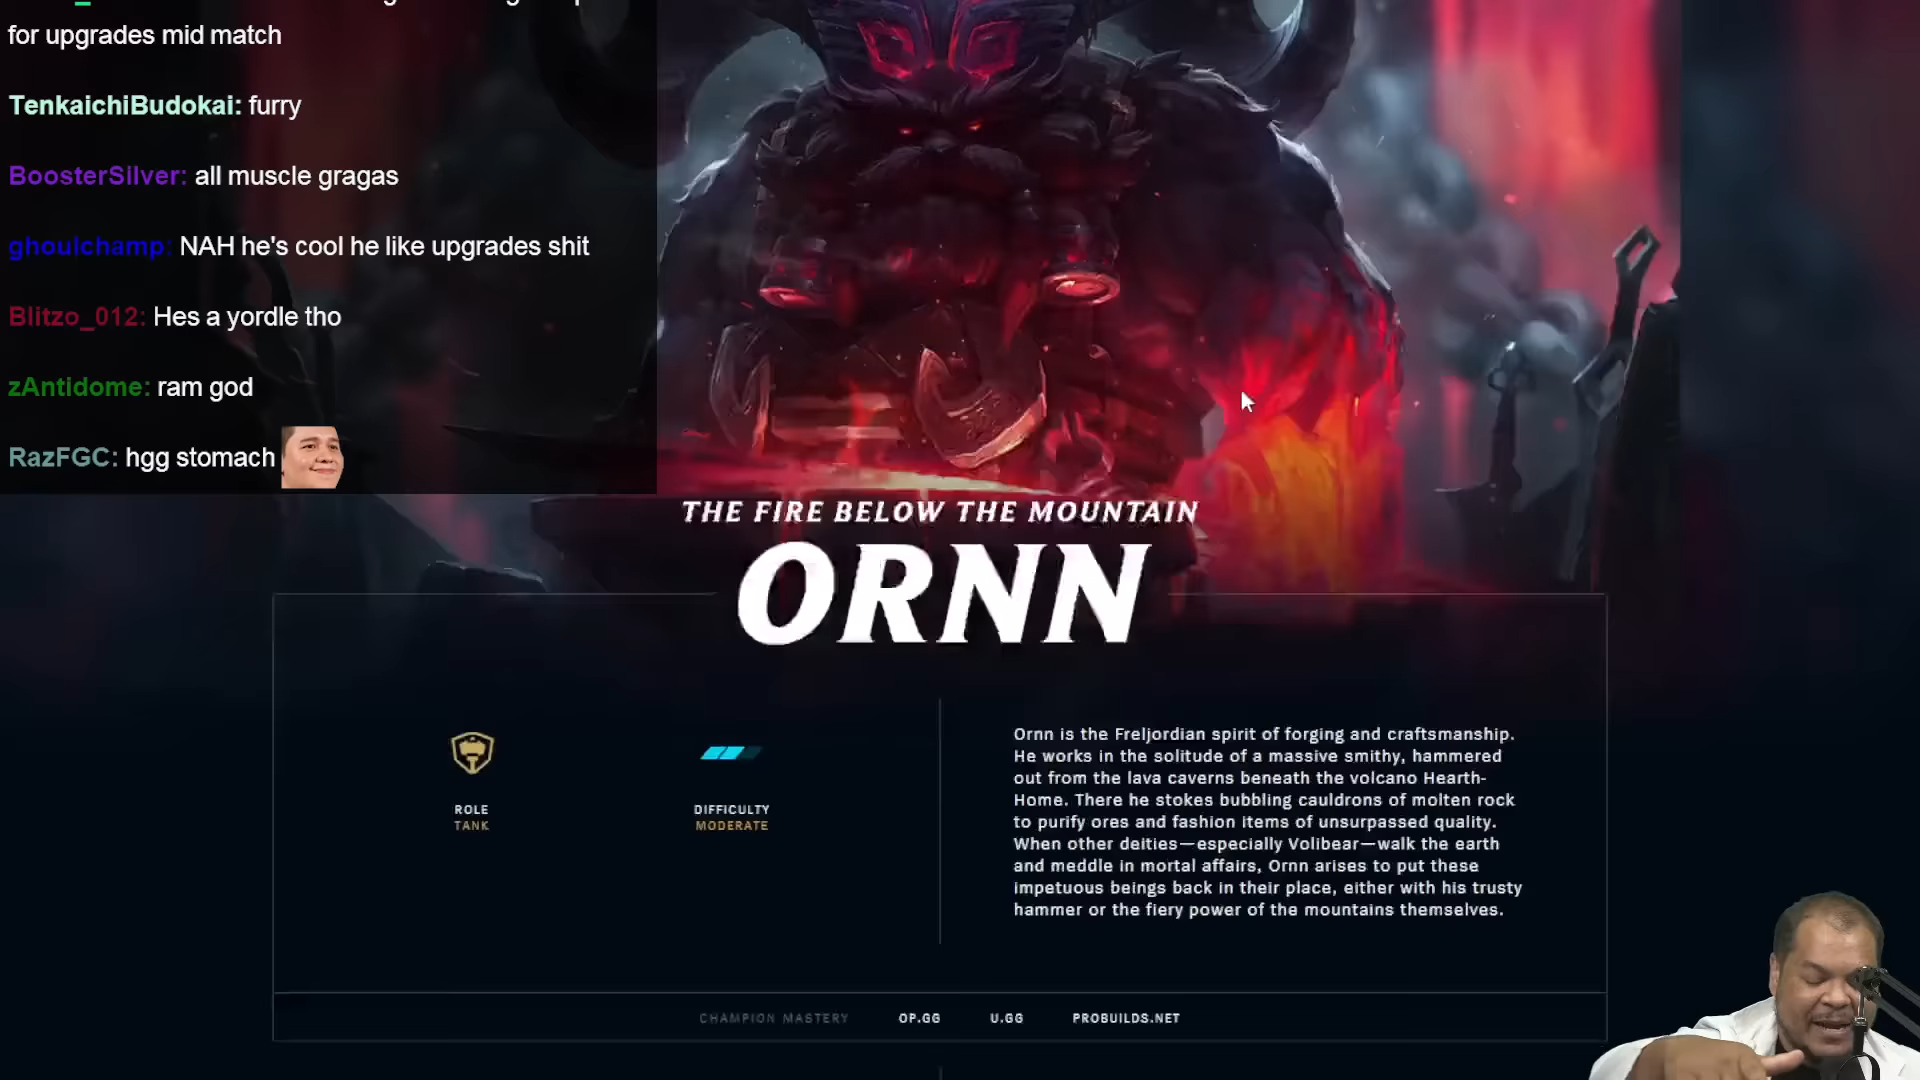 for upgrades mid match
TenkaichiBudokai: furry
BoosterSilver: all muscle gragas
ghoulchamp: NAH he's cool he like upgrades shit
Blitzo_012: Hes a yordle tho
zAntidome: ram god
RazFGC: hgg stomach
THE FIRE BELOW THE MOUNTAIN
ORNN
ROLE
TANK
DIFFICULTY
MODERATE
Ornn is the Freljordian spirit of forging and craftsmanship.
He works in the solitude of a massive smithy, hammered
out from the lava caverns beneath the volcano Hearth-
Home. There he stokes bubbling cauldrons of molten rock
to purify ores and fashion items of unsurpassed quality.
When other deities—especially Volibear—walk the earth
and meddle in mortal affairs, Ornn arises to put these
impetuous beings back in their place, either with his trusty
hammer or the fiery power of the mountains themselves.
CHAMPION MASTERY
OP.GG
U.GG
PROBUILDS.NET